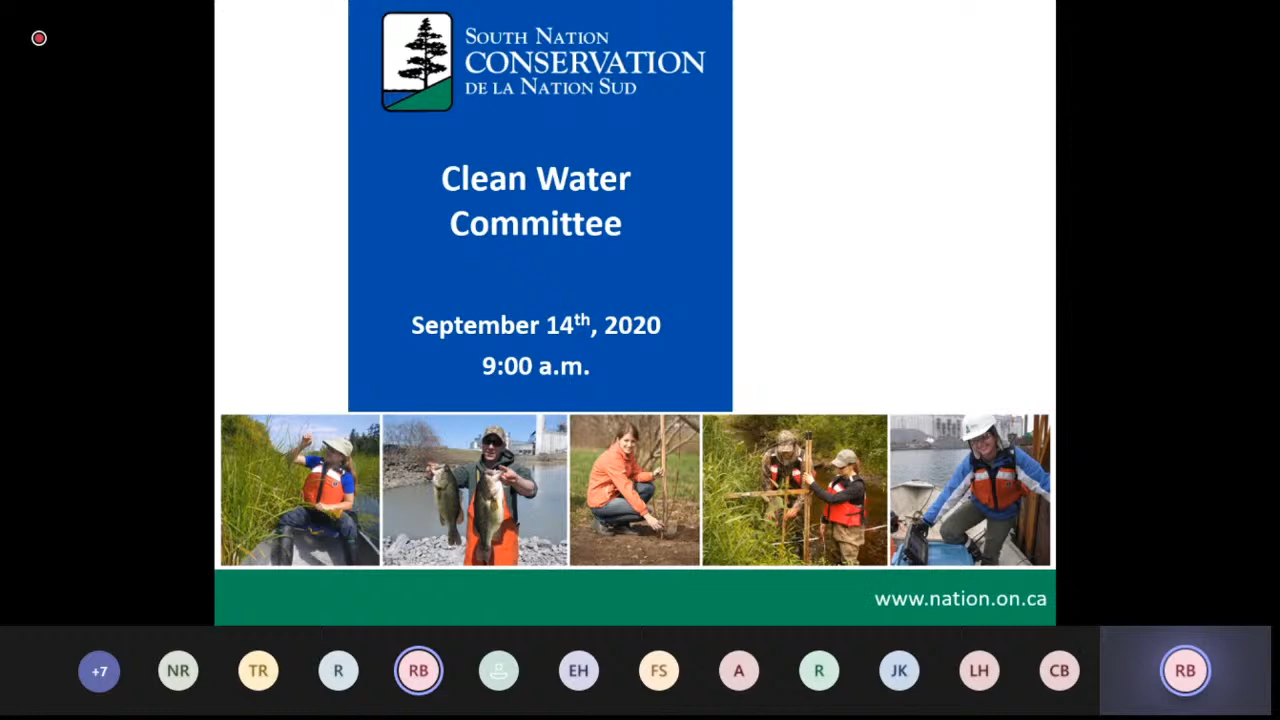 SOUTH NATION
CONSERVATION
DE LA NATION SUD
Clean Water
Committee
September 14th, 2020
9:00 a.m.
www.nation.on.ca
+7
NR
TR
R
RB
EH
FS
A
R
JK
LH
CB
RB